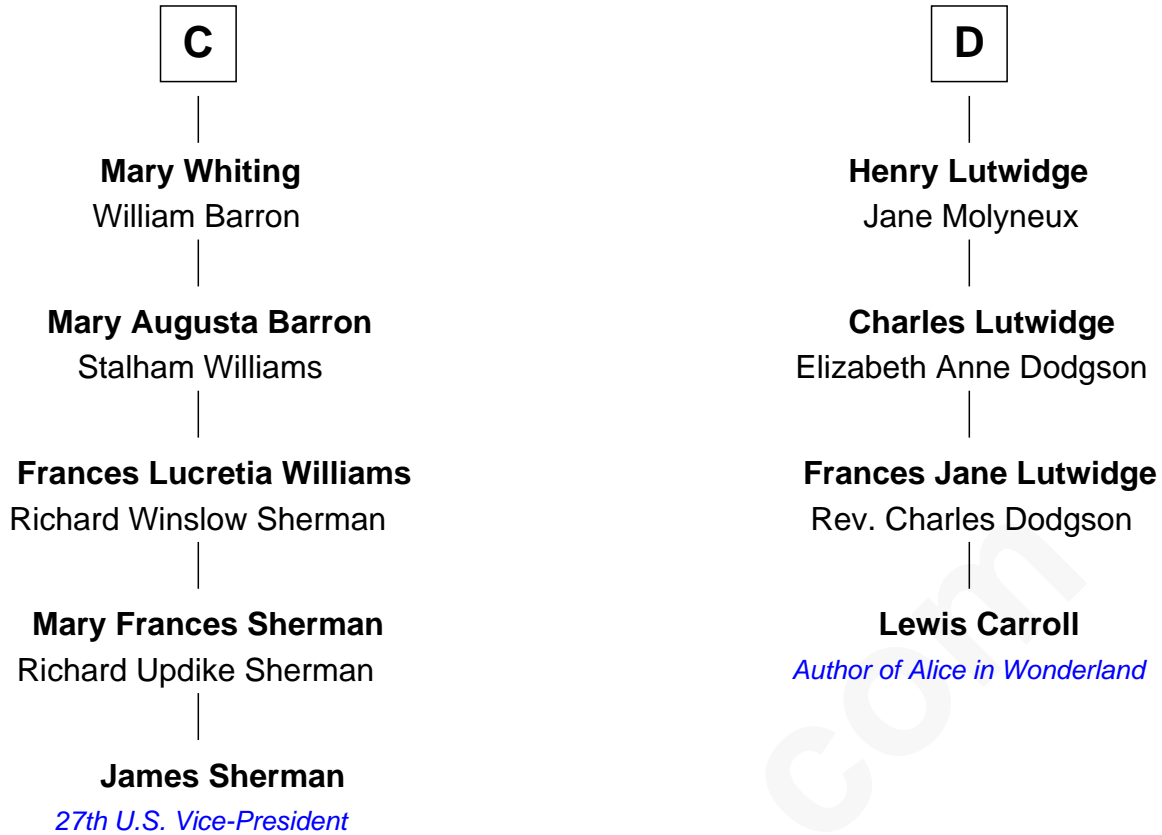 C
Mary Whiting
William Barron
Mary Augusta Barron
Stalham Williams
Frances Lucretia Williams
Richard Winslow Sherman
Mary Frances Sherman
Richard Updike Sherman
James Sherman
27th U.S. Vice-President
D
Henry Lutwidge
Jane Molyneux
Charles Lutwidge
Elizabeth Anne Dodgson
Frances Jane Lutwidge
Rev. Charles Dodgson
Lewis Carroll
Author of Alice in Wonderland
com